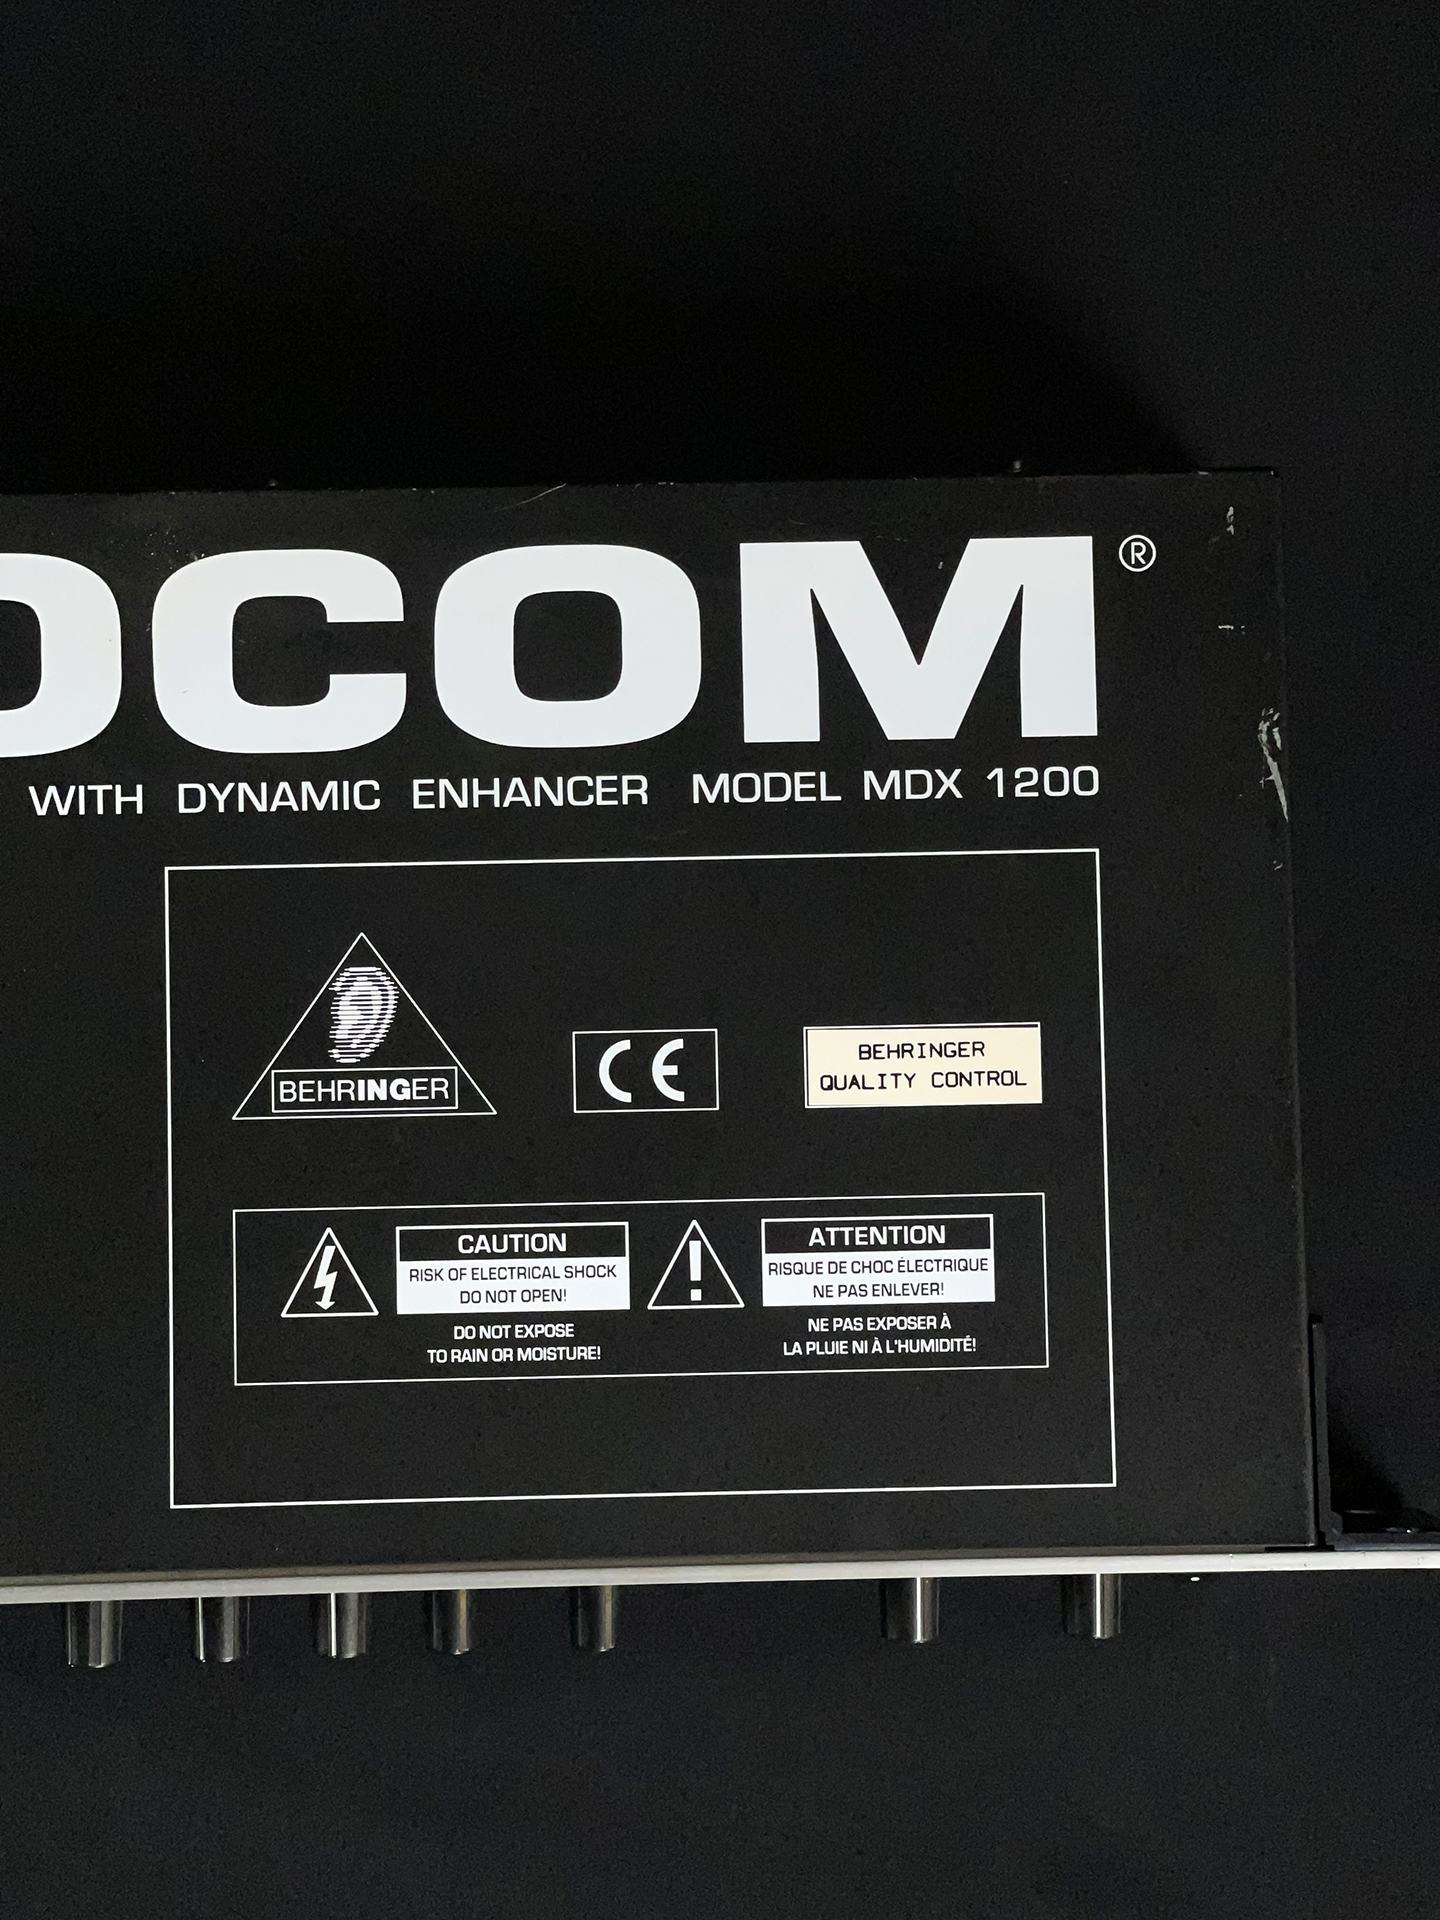 OCOM®
WITH DYNAMIC ENHANCER MODEL MDX 1200
BEHRINGER
CE
BEHRINGER
QUALITY CONTROL
CAUTION
RISK OF ELECTRICAL SHOCK
DO NOT OPEN!
DO NOT EXPOSE
TO RAIN OR MOISTURE!
ATTENTION
RISQUE DE CHOC ÉLECTRIQUE
NE PAS ENLEVER!
NE PAS EXPOSER À
LA PLUIE NI À L'HUMIDITÉ!